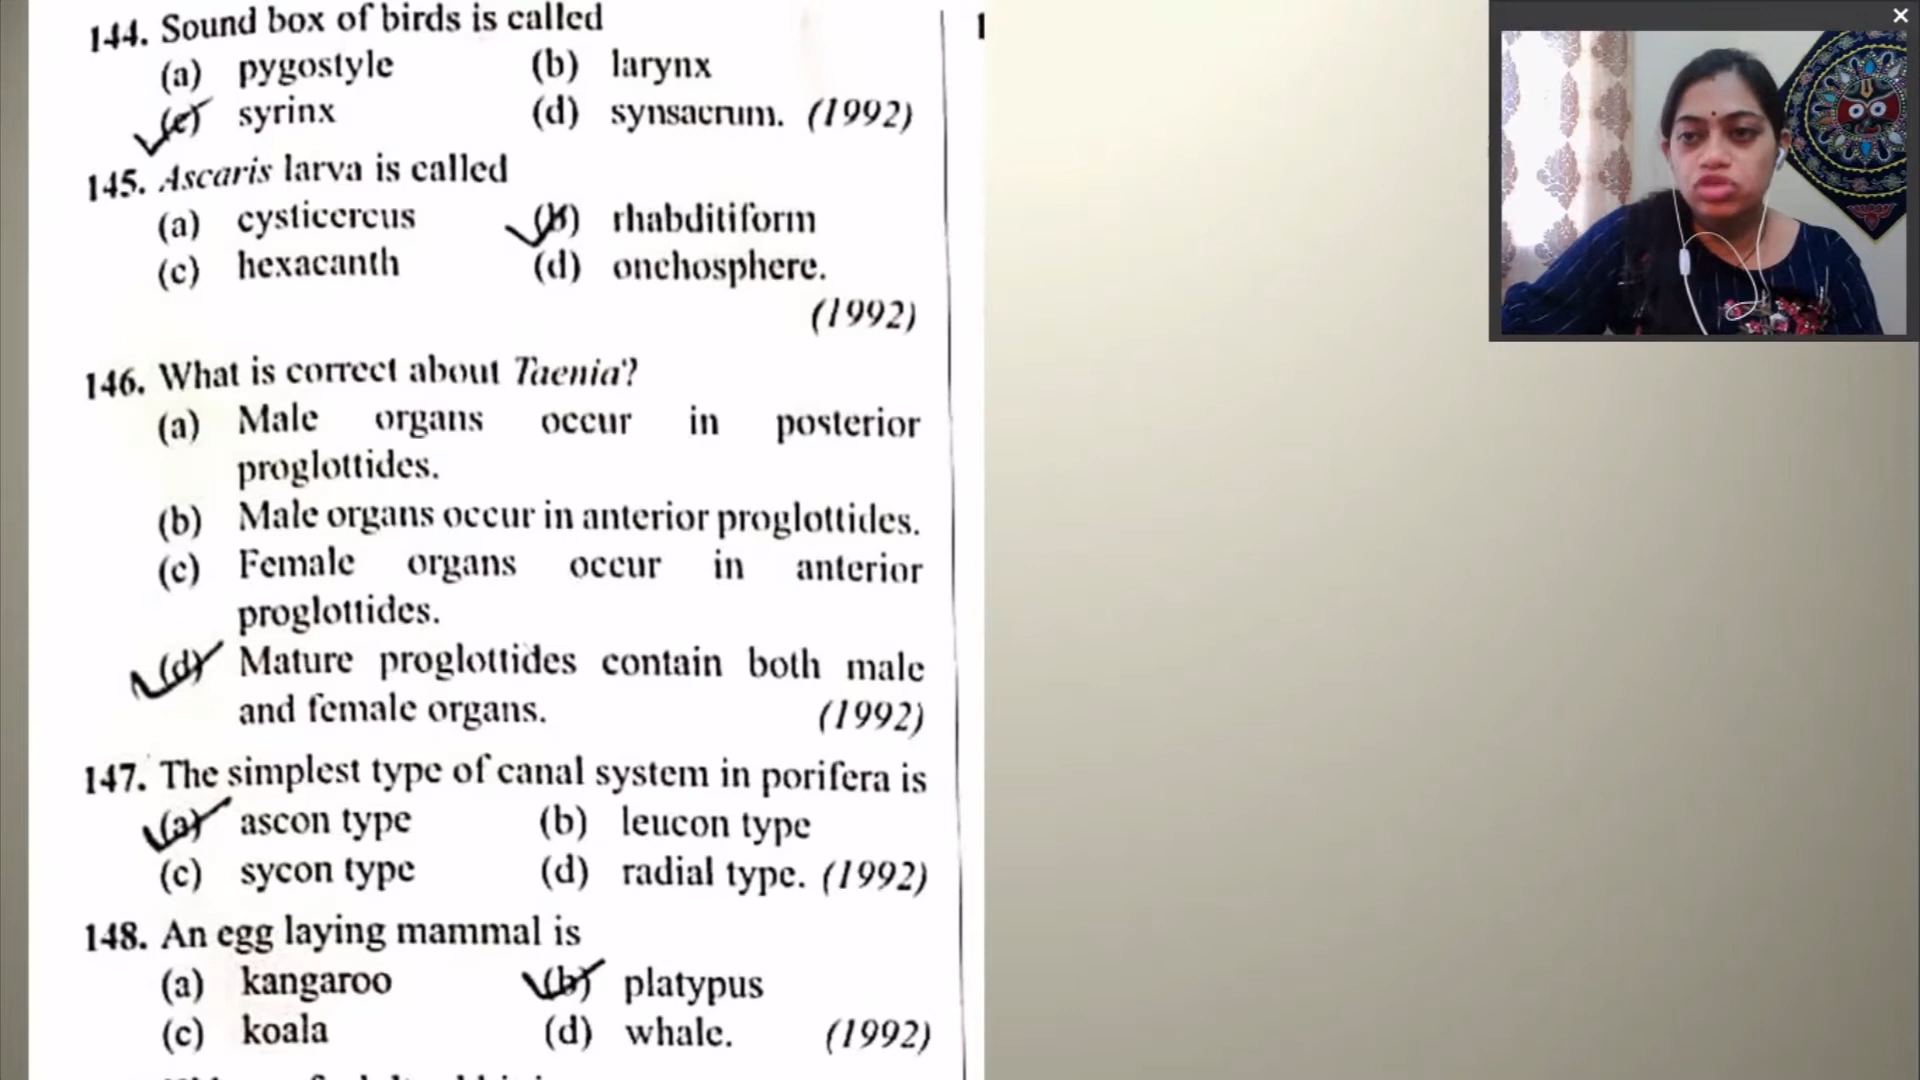 144. Sound box of birds is called
(a) pygostyle (b) larynx
(c) syrinx (d) synsacrum. (1992)
145. Ascaris larva is called
(a) cysticercus (b) rhabditiform
(c) hexacanth (d) onchosphere.
(1992)
146. What is correct about Taenia?
(a) Male organs occur in posterior
proglottides.
(b) Male organs occur in anterior proglottides.
(c) Female organs occur in anterior
proglottides.
(d) Mature proglottides contain both male
and female organs. (1992)
147. The simplest type of canal system in porifera is
(a) ascon type (b) leucon type
(c) sycon type (d) radial type. (1992)
148. An egg laying mammal is
(a) kangaroo (b) platypus
(c) koala (d) whale. (1992)